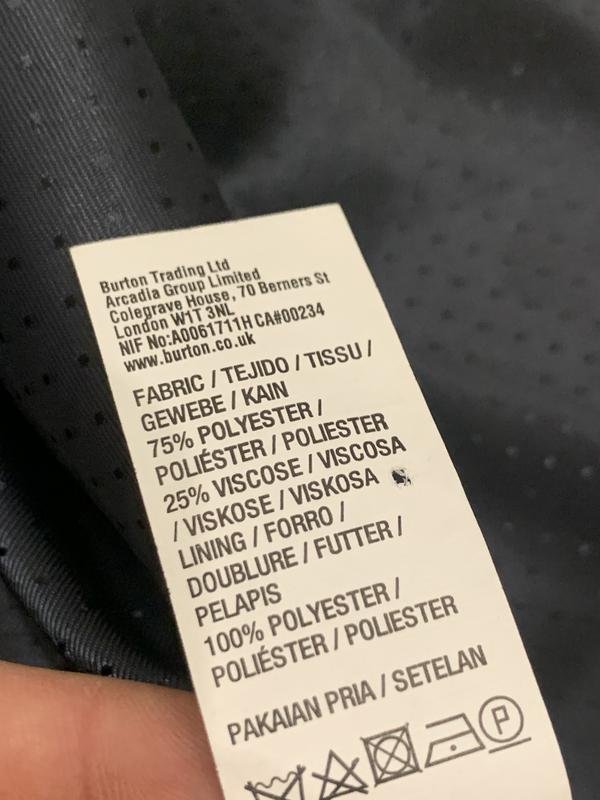 Burton Trading Ltd
Arcadia Group Limited
Colegrave House, 70 Berners St
London W1T 3NL
NIF No:A0061711H CA#00234
www.burton.co.uk
FABRIC / TEJIDO / TISSU /
GEWEBE / KAIN
75% POLYESTER /
POLIÉSTER / POLIESTER
25% VISCOSE / VISCOSA
/ VISKOSE / VISKOSA
LINING / FORRO /
DOUBLURE / FUTTER /
PELAPIS
100% POLYESTER /
POLIÉSTER / POLIESTER
PAKAIAN PRIA / SETELAN
P